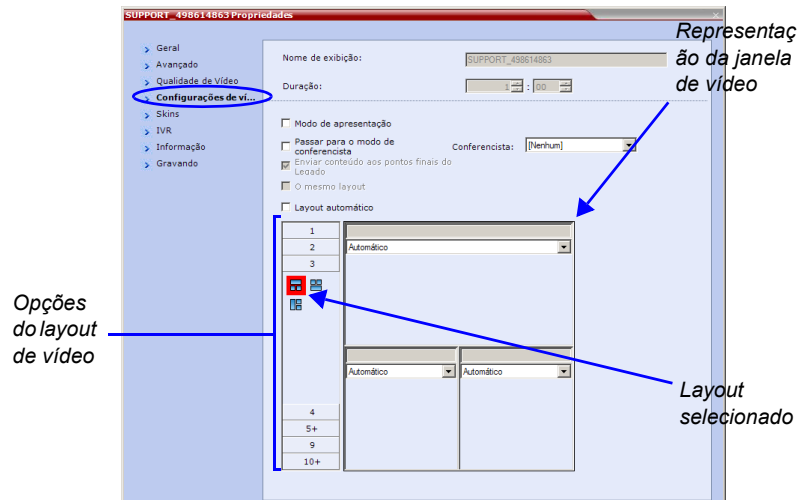 SUPPORT_498614863 Propriedades
Representaç
ão da janela
de vídeo
Geral
Avançado
Qualidade de Vídeo
Configurações de ví...
Skins
IVR
Informação
Gravando
Nome de exibição:
SUPPORT_498614863
Duração:
1 : 00
Modo de apresentação
Passar para o modo de
conferencista
Conferencista: [Nenhum]
Enviar conteúdo aos pontos finais do
Legado
O mesmo layout
Layout automático
1
2
3
Automático
Automático
Automático
4
5+
9
10+
Opções
do layout
de vídeo
Layout
selecionado